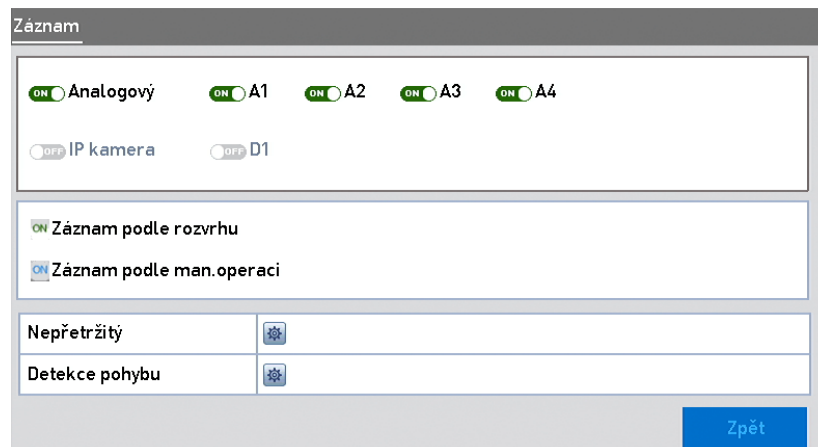 Záznam
ON Analogový ON A1 ON A2 ON A3 ON A4
OFF IP kamera OFF D1
ON Záznam podle rozvrhu
ON Záznam podle man.operaci
Nepřetržitý
Detekce pohybu
Zpět